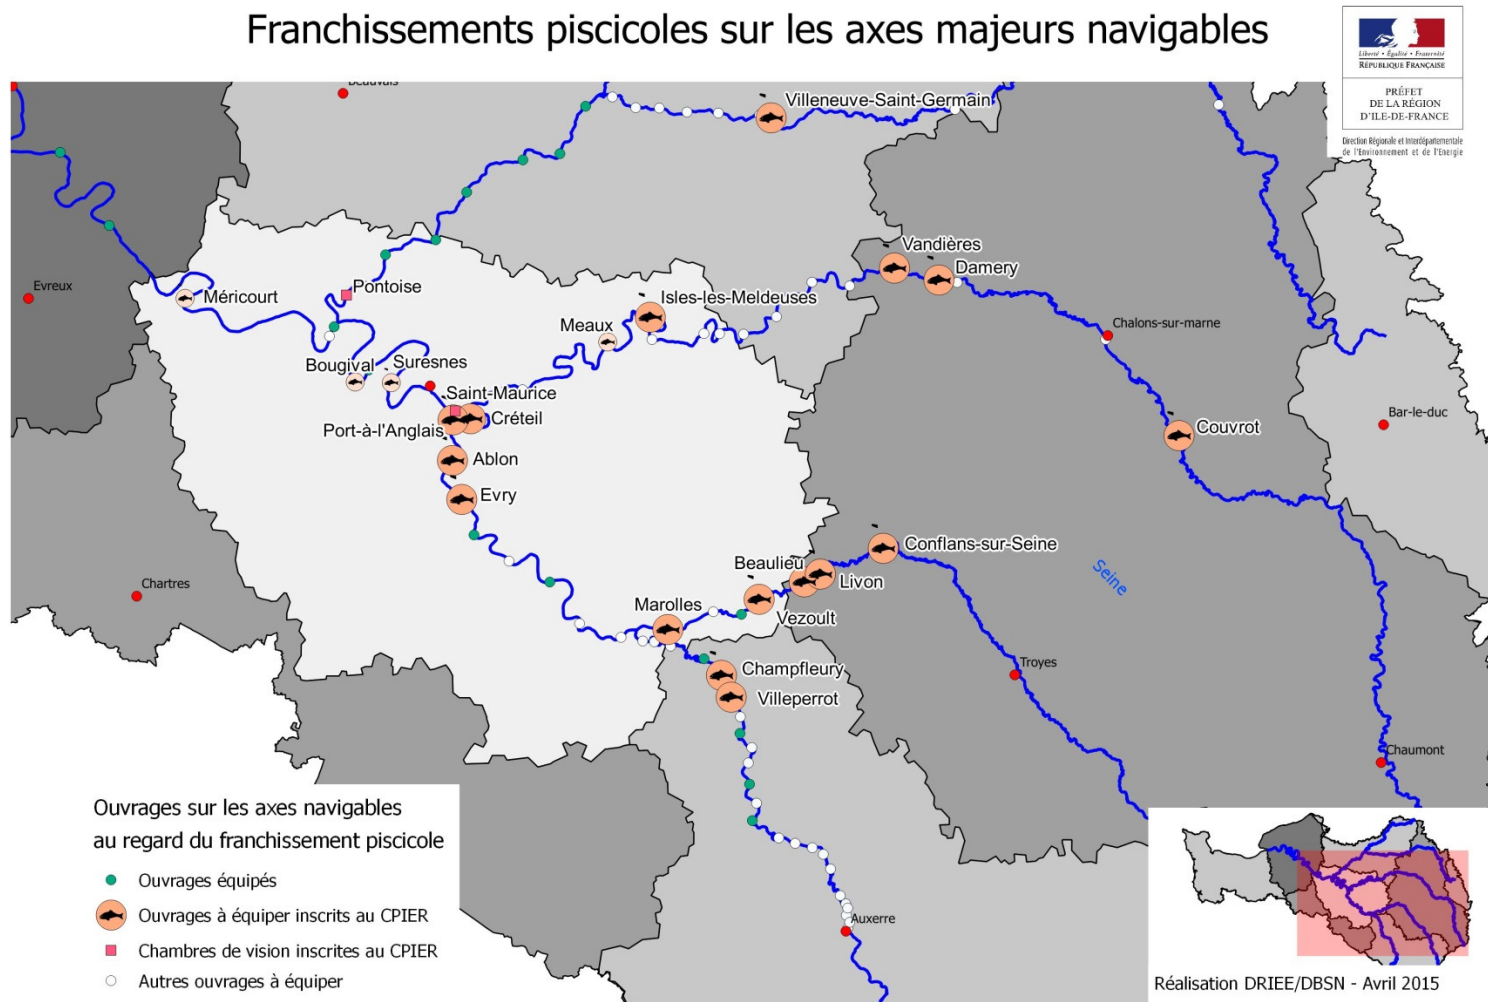 Franchissements piscicoles sur les axes majeurs navigables
Liberté • Égalité • Fraternité
RÉPUBLIQUE FRANÇAISE
PRÉFET
DE LA RÉGION
D'ILE-DE-FRANCE
Direction Régionale et Interdépartementale
de l'Environnement et de l'Energie
Beauvais
Villeneuve-Saint-Germain
Vandières
Damery
Evreux
Méricourt
Pontoise
Isles-les-Meldeuses
Meaux
Chalons-sur-marne
Bougival
Suresnes
Saint-Maurice
Créteil
Port-à-l'Anglais
Couvrot
Bar-le-duc
Ablon
Evry
Conflans-sur-Seine
Beaulieu
Livon
Seine
Chartres
Marolles
Vezoult
Champfleury
Troyes
Villeperrot
Chaumont
Auxerre
Ouvrages sur les axes navigables
au regard du franchissement piscicole
Ouvrages équipés
Ouvrages à équiper inscrits au CPIER
Chambres de vision inscrites au CPIER
Autres ouvrages à équiper
Réalisation DRIEE/DBSN - Avril 2015